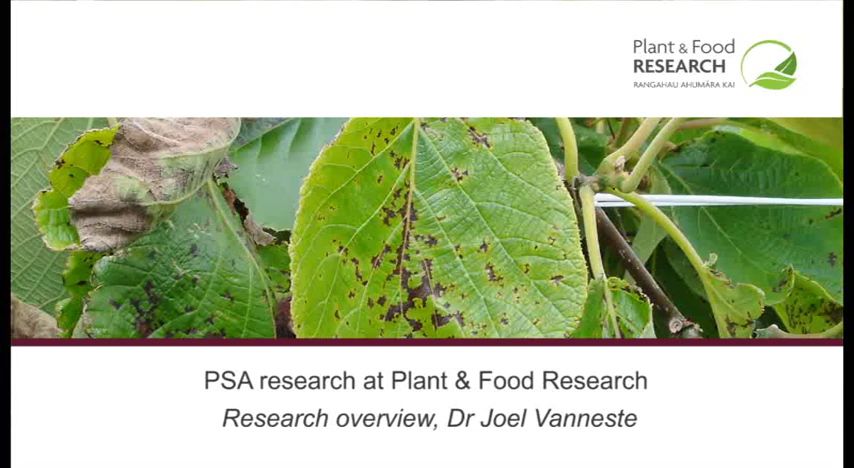 Plant & Food
RESEARCH
RANGAHAU AHUMĀRA KAI
PSA research at Plant & Food Research
Research overview, Dr Joel Vanneste